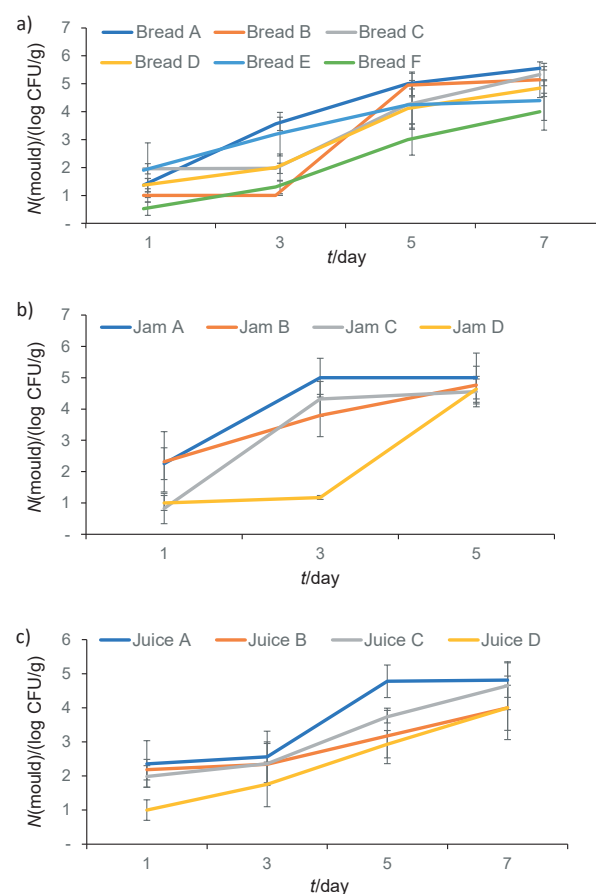 a)
N(mould)/(log CFU/g)
7
6
5
4
3
2
1
-
Bread A Bread B Bread C
Bread D Bread E Bread F
1 3 5 7
t/day
b)
N(mould)/(log CFU/g)
7
6
5
4
3
2
1
-
Jam A Jam B Jam C Jam D
1 3 5
t/day
c)
N(mould)/(log CFU/g)
6
5
4
3
2
1
-
Juice A Juice B Juice C Juice D
1 3 5 7
t/day